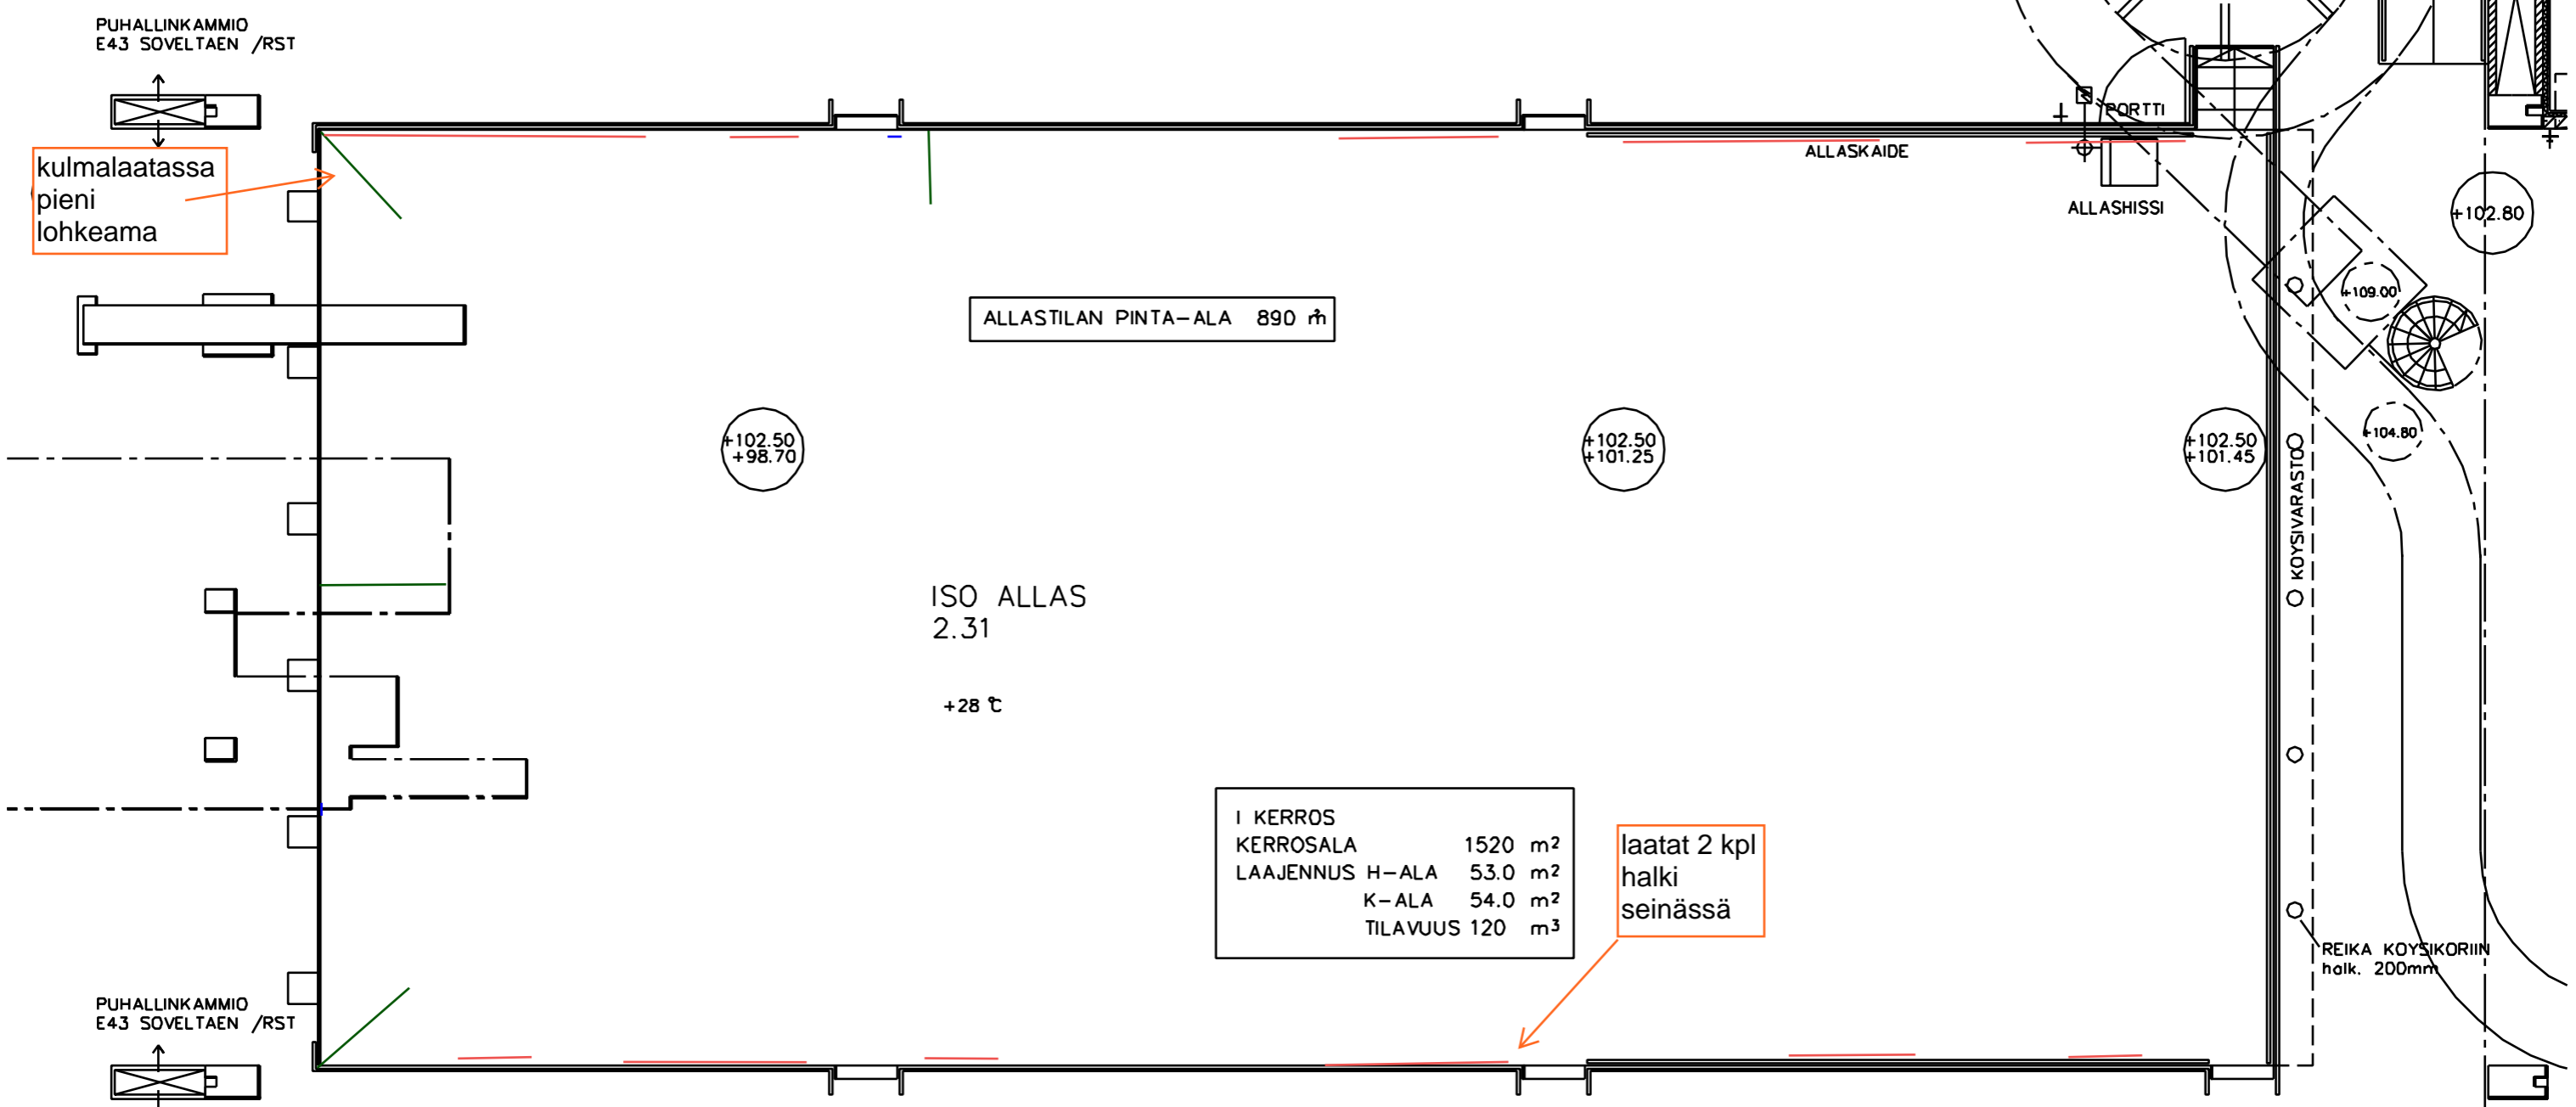 PUHALLINKAMMIO
E43 SOVELTAEN /RST
kulmalaatassa
pieni
lohkeama
PORTTI
ALLASKAIDE
ALLASHISSI
+102.80
+109.00
ALLASTILAN PINTA-ALA 890 m²
+102.50
+98.70
+102.50
+101.25
+102.50
+101.45
+104.80
KOYSIVARASTO
ISO ALLAS
2.31
+28 °C
I KERROS
KERROSALA 1520 m²
LAAJENNUS H-ALA 53.0 m²
K-ALA 54.0 m²
TILAVUUS 120 m³
laatat 2 kpl
halki
seinässä
REIKA KOYSIKORIIN
halk. 200mm
PUHALLINKAMMIO
E43 SOVELTAEN /RST